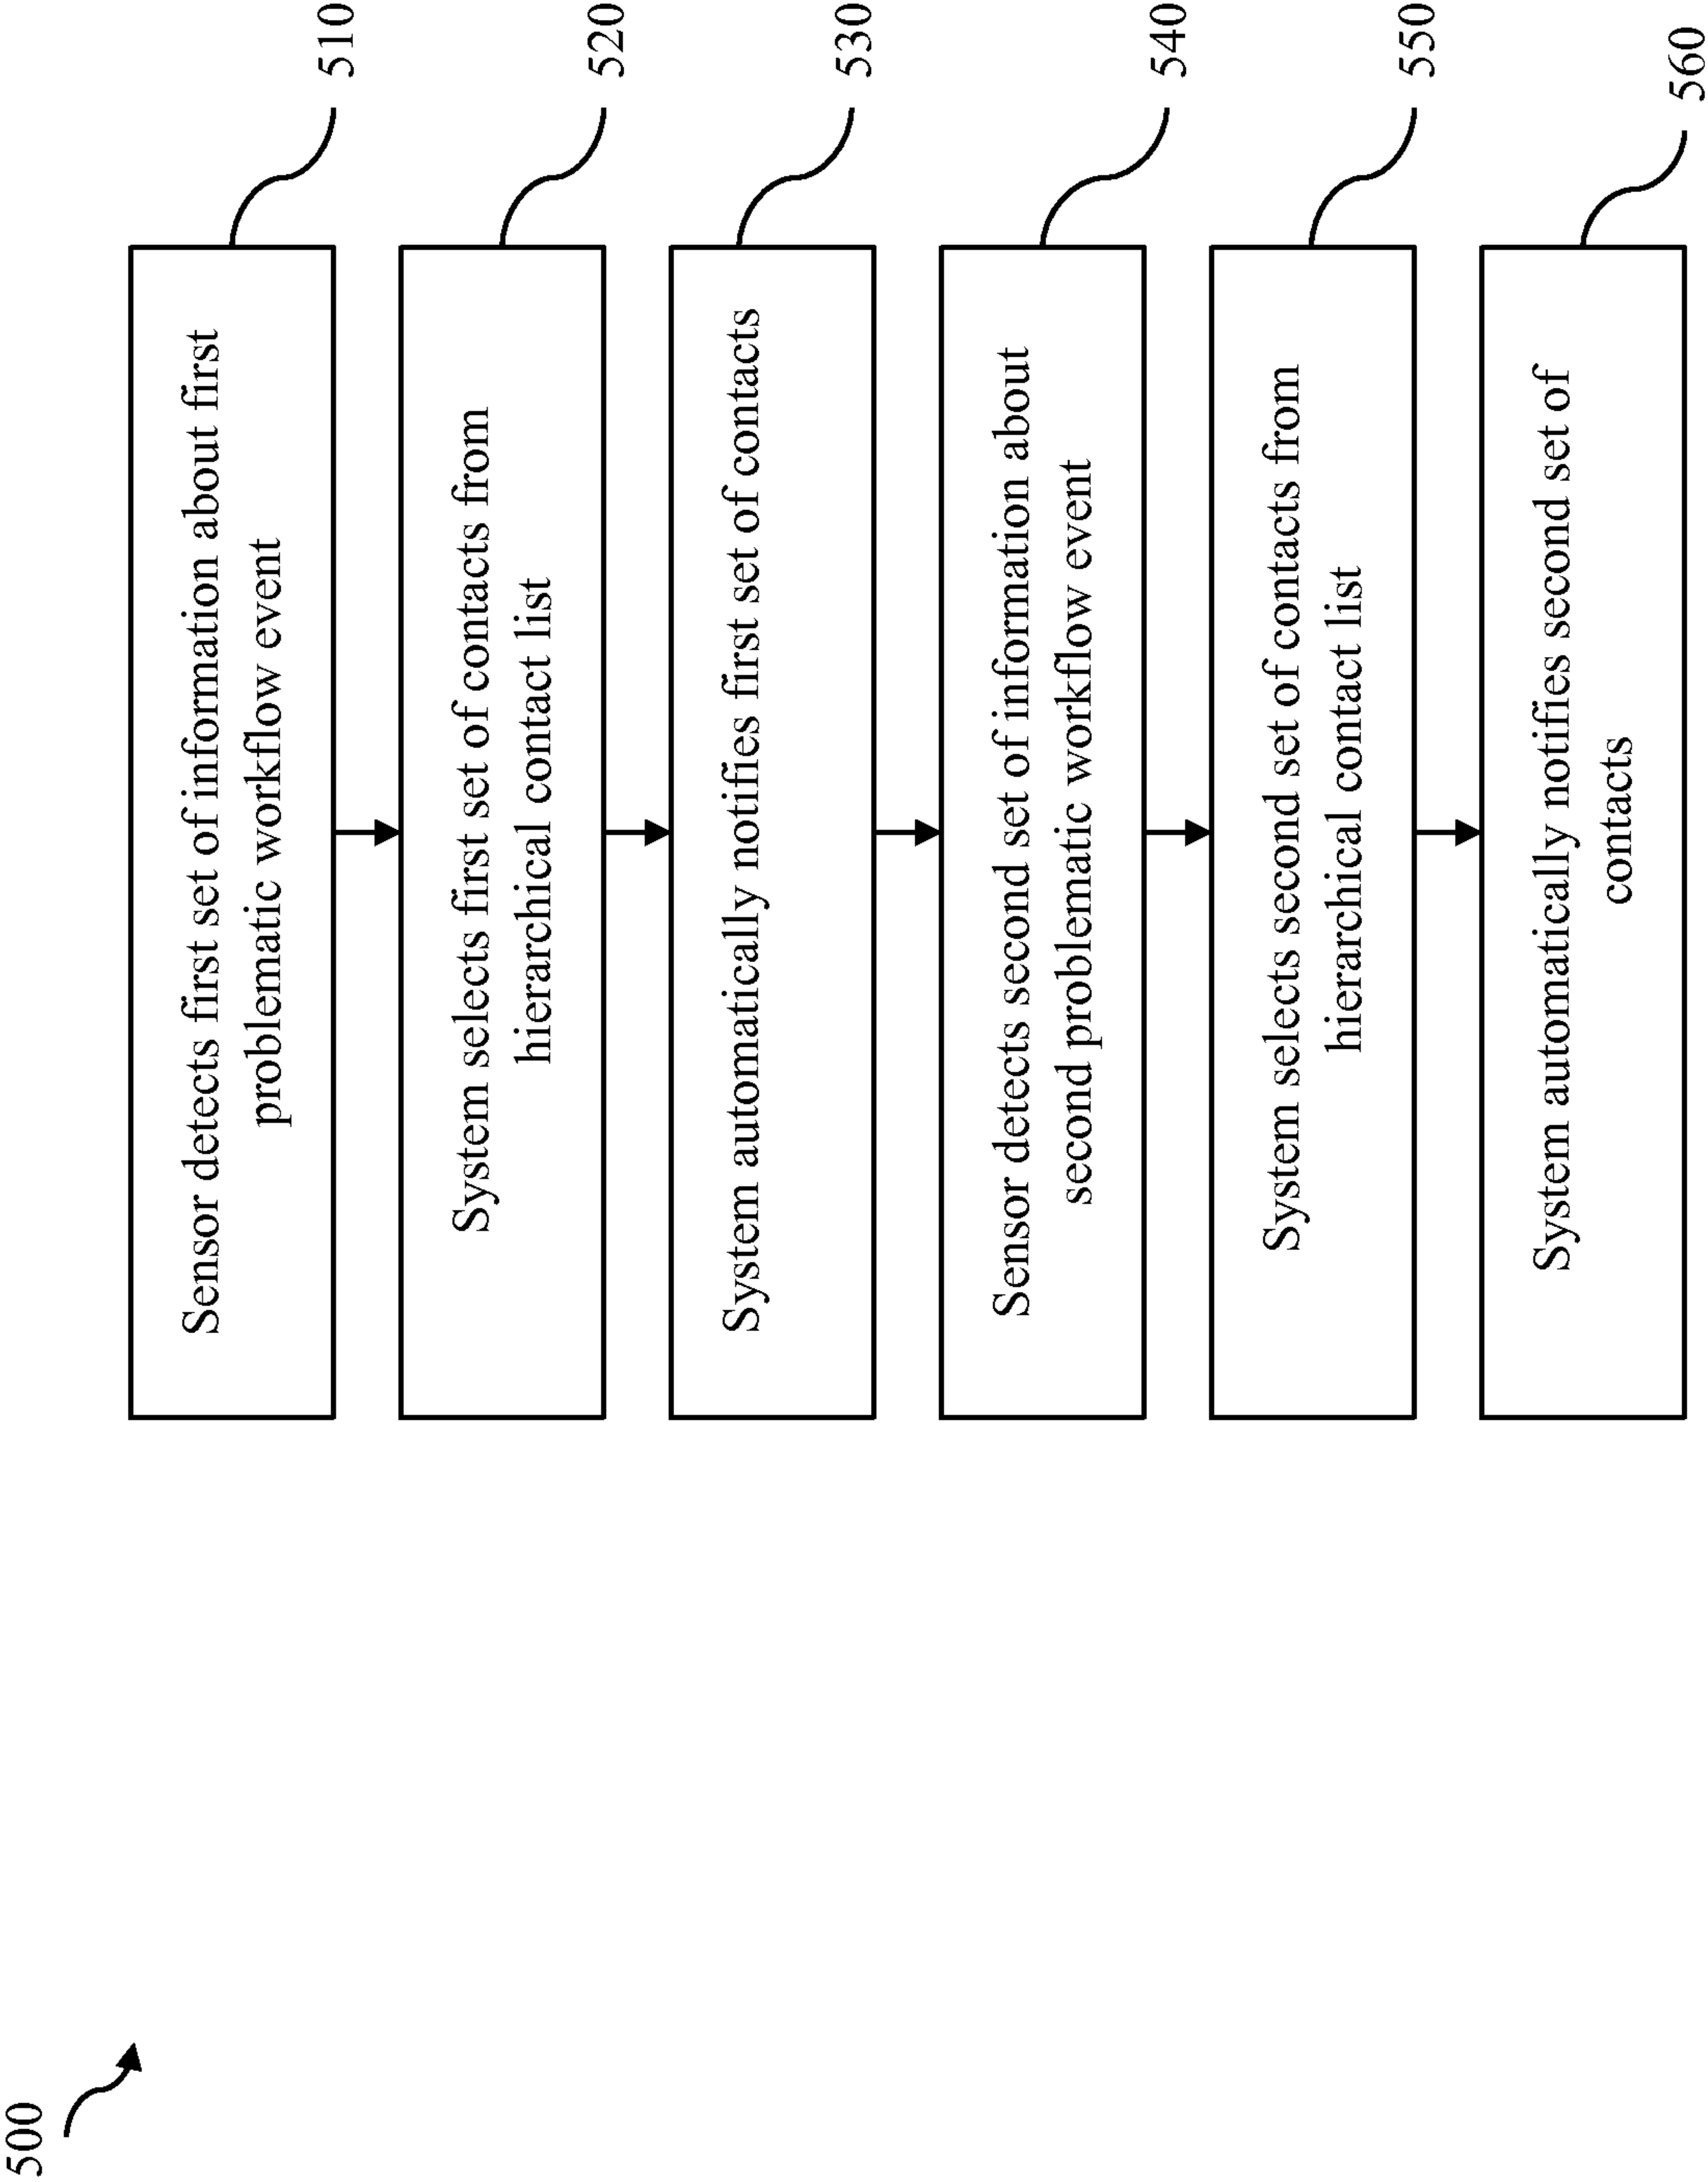 500
Sensor detects first set of information about first
problematic workflow event
510
System selects first set of contacts from
hierarchical contact list
520
System automatically notifies first set of contacts
530
Sensor detects second set of information about
second problematic workflow event
540
System selects second set of contacts from
hierarchical contact list
550
System automatically notifies second set of
contacts
560